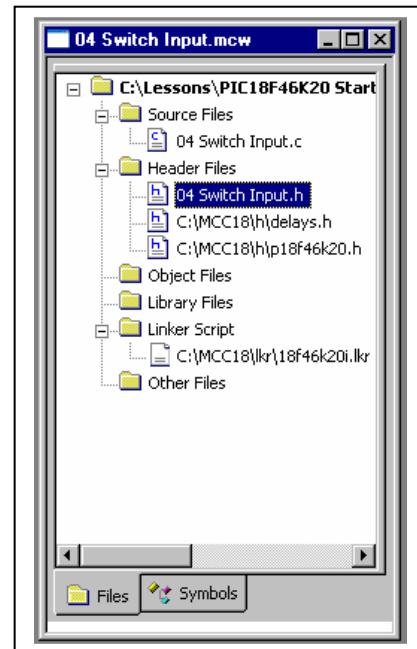 04 Switch Input.mcw
C:\Lessons\PIC18F46K20 Start
Source Files
04 Switch Input.c
Header Files
04 Switch Input.h
C:\MCC18\h\delays.h
C:\MCC18\h\p18f46k20.h
Object Files
Library Files
Linker Script
C:\MCC18\lkr\18f46k20i.lkr
Other Files
Files Symbols